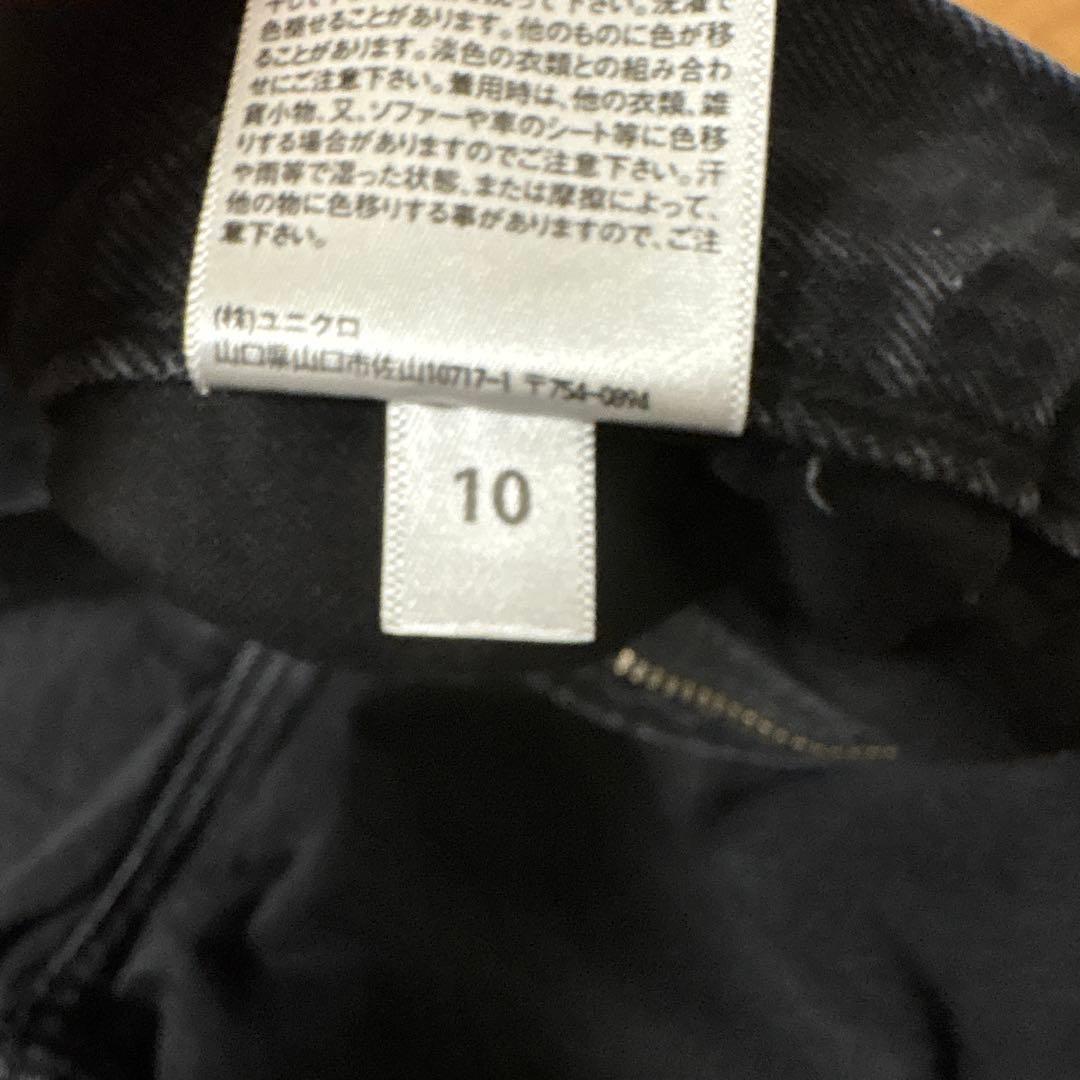 て下さい。洗濯で
色褪せることがあります。他のものに色が移
ることがあります。淡色の衣類との組み合わ
せにご注意下さい。着用時は、他の衣類、雑
貨小物、又、ソファーや車のシート等に色移
りする場合がありますのでご注意下さい。汗
や雨等で湿った状態、または摩擦によって、
他の物に色移りする事がありますので、ご注
意下さい。
(株)ユニクロ
山口県山口市佐山10717-1 〒754-0894
10